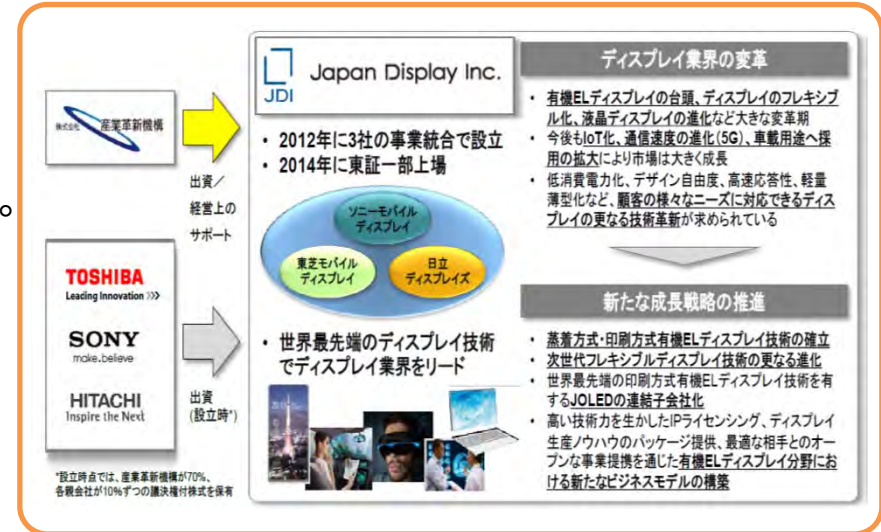 株式会社 産業革新機構
出資／
経営上の
サポート
TOSHIBA
Leading Innovation >>>
SONY
make.believe
HITACHI
Inspire the Next
出資
(設立時*)
*設立時点では、産業革新機構が70%、
各親会社が10%ずつの議決権付株式を保有
JDI
Japan Display Inc.
・ 2012年に3社の事業統合で設立
・ 2014年に東証一部上場
ソニーモバイル
ディスプレイ
東芝モバイル
ディスプレイ
日立
ディスプレイズ
・ 世界最先端のディスプレイ技術
でディスプレイ業界をリード
ディスプレイ業界の変革
・ 有機ELディスプレイの台頭、ディスプレイのフレキシブ
ル化、液晶ディスプレイの進化など大きな変革期
・ 今後もIoT化、通信速度の進化(5G)、車載用途へ採
用の拡大により市場は大きく成長
・ 低消費電力化、デザイン自由度、高速応答性、軽量
薄型化など、顧客の様々なニーズに対応できるディス
プレイの更なる技術革新が求められている
新たな成長戦略の推進
・ 蒸着方式・印刷方式有機ELディスプレイ技術の確立
・ 次世代フレキシブルディスプレイ技術の更なる進化
・ 世界最先端の印刷方式有機ELディスプレイ技術を有
するJOLEDの連結子会社化
・ 高い技術力を生かしたIPライセンシング、ディスプレイ
生産ノウハウのパッケージ提供、最適な相手とのオー
プンな事業提携を通じた有機ELディスプレイ分野にお
ける新たなビジネスモデルの構築